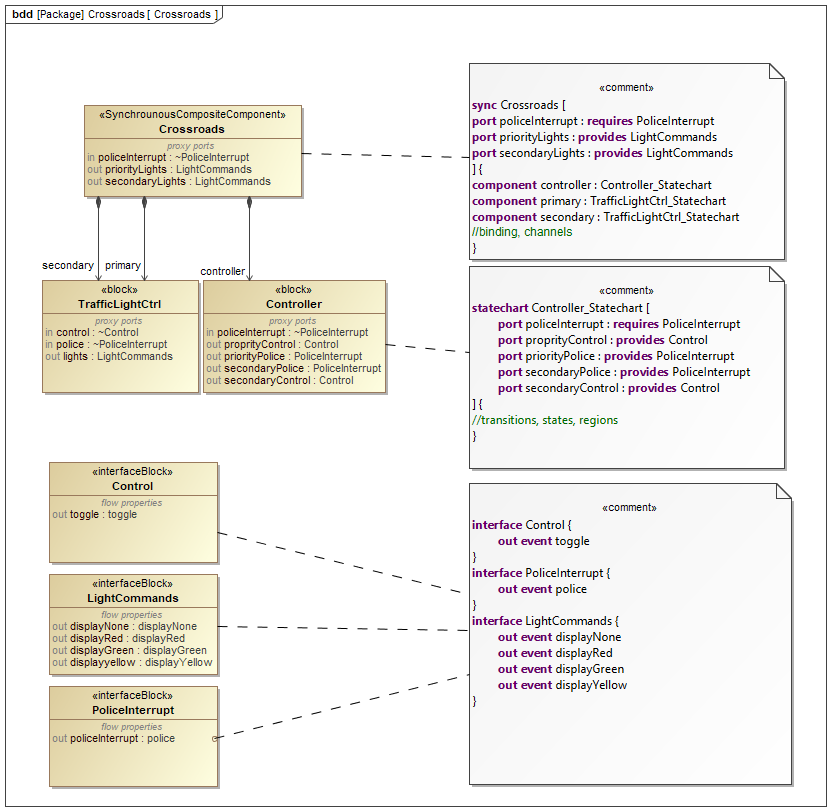 bdd [Package] Crossroads [ Crossroads ]
«SynchrounousCompositeComponent»
Crossroads
proxy ports
in policeInterrupt : ~PoliceInterrupt
out priorityLights : LightCommands
out secondaryLights : LightCommands
secondary
primary
controller
«block»
TrafficLightCtrl
proxy ports
in control : ~Control
in police : ~PoliceInterrupt
out lights : LightCommands
«block»
Controller
proxy ports
in policeInterrupt : ~PoliceInterrupt
out proprityControl : Control
out priorityPolice : PoliceInterrupt
out secondaryPolice : PoliceInterrupt
out secondaryControl : Control
«interfaceBlock»
Control
flow properties
out toggle : toggle
«interfaceBlock»
LightCommands
flow properties
out displayNone : displayNone
out displayRed : displayRed
out displayGreen : displayGreen
out displayyellow : displayYellow
«interfaceBlock»
PoliceInterrupt
flow properties
out policeInterrupt : police
«comment»
sync Crossroads [
port policeInterrupt : requires PoliceInterrupt
port priorityLights : provides LightCommands
port secondaryLights : provides LightCommands
] {
component controller : Controller_Statechart
component primary : TrafficLightCtrl_Statechart
component secondary : TrafficLightCtrl_Statechart
//binding, channels
}
«comment»
statechart Controller_Statechart [
port policeInterrupt : requires PoliceInterrupt
port proprityControl : provides Control
port priorityPolice : provides PoliceInterrupt
port secondaryPolice : provides PoliceInterrupt
port secondaryControl : provides Control
] {
//transitions, states, regions
}
«comment»
interface Control {
out event toggle
}
interface PoliceInterrupt {
out event police
}
interface LightCommands {
out event displayNone
out event displayRed
out event displayGreen
out event displayYellow
}